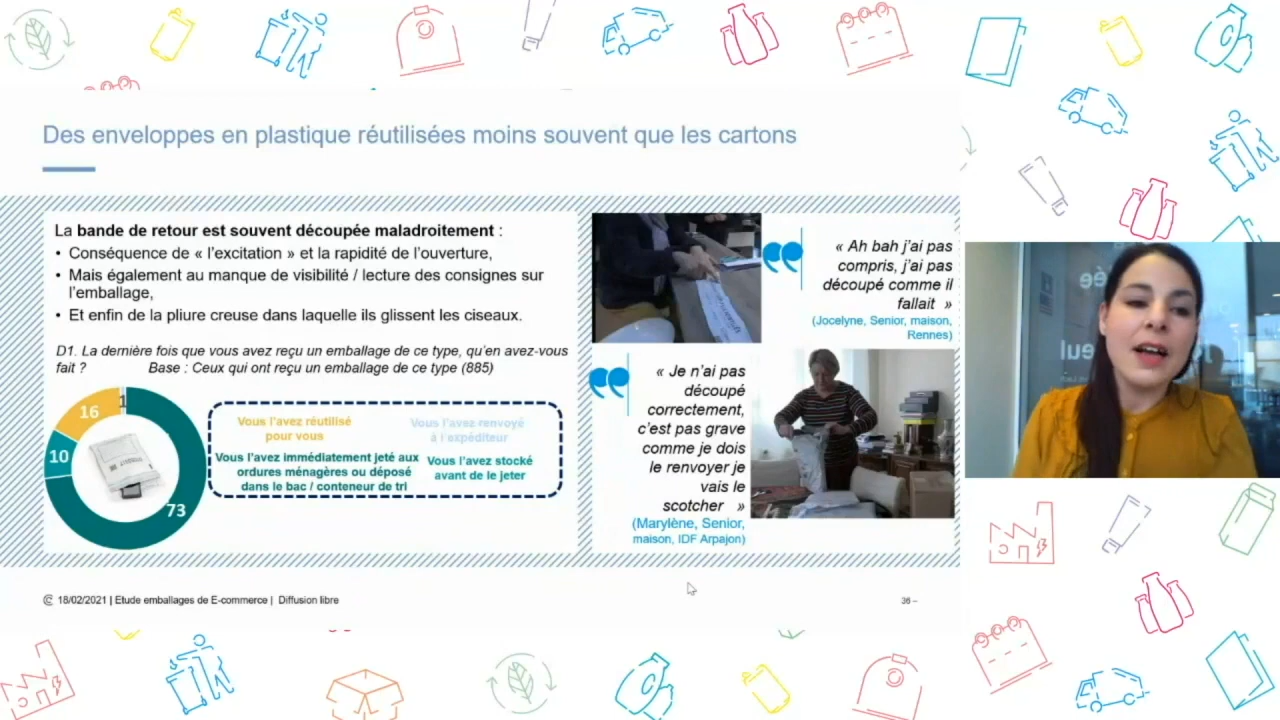 Des enveloppes en plastique réutilisées moins souvent que les cartons
La bande de retour est souvent découpée maladroitement :
• Conséquence de « l'excitation » et la rapidité de l'ouverture,
• Mais également au manque de visibilité / lecture des consignes sur
l'emballage,
• Et enfin de la pliure creuse dans laquelle ils glissent les ciseaux.
D1. La dernière fois que vous avez reçu un emballage de ce type, qu'en avez-vous
fait ? Base : Ceux qui ont reçu un emballage de ce type (885)
1
16
10
73
Vous l'avez réutilisé
pour vous
Vous l'avez renvoyé
à l'expéditeur
Vous l'avez immédiatement jeté aux
ordures ménagères ou déposé
dans le bac / conteneur de tri
Vous l'avez stocké
avant de le jeter
« Ah bah j'ai pas
compris, j'ai pas
découpé comme il
fallait »
(Jocelyne, Senior, maison,
Rennes)
« Je n'ai pas
découpé
correctement,
c'est pas grave
comme je dois
le renvoyer je
vais le
scotcher »
(Marylène, Senior,
maison, IDF Arpajon)
18/02/2021 | Etude emballages de E-commerce | Diffusion libre
36 –